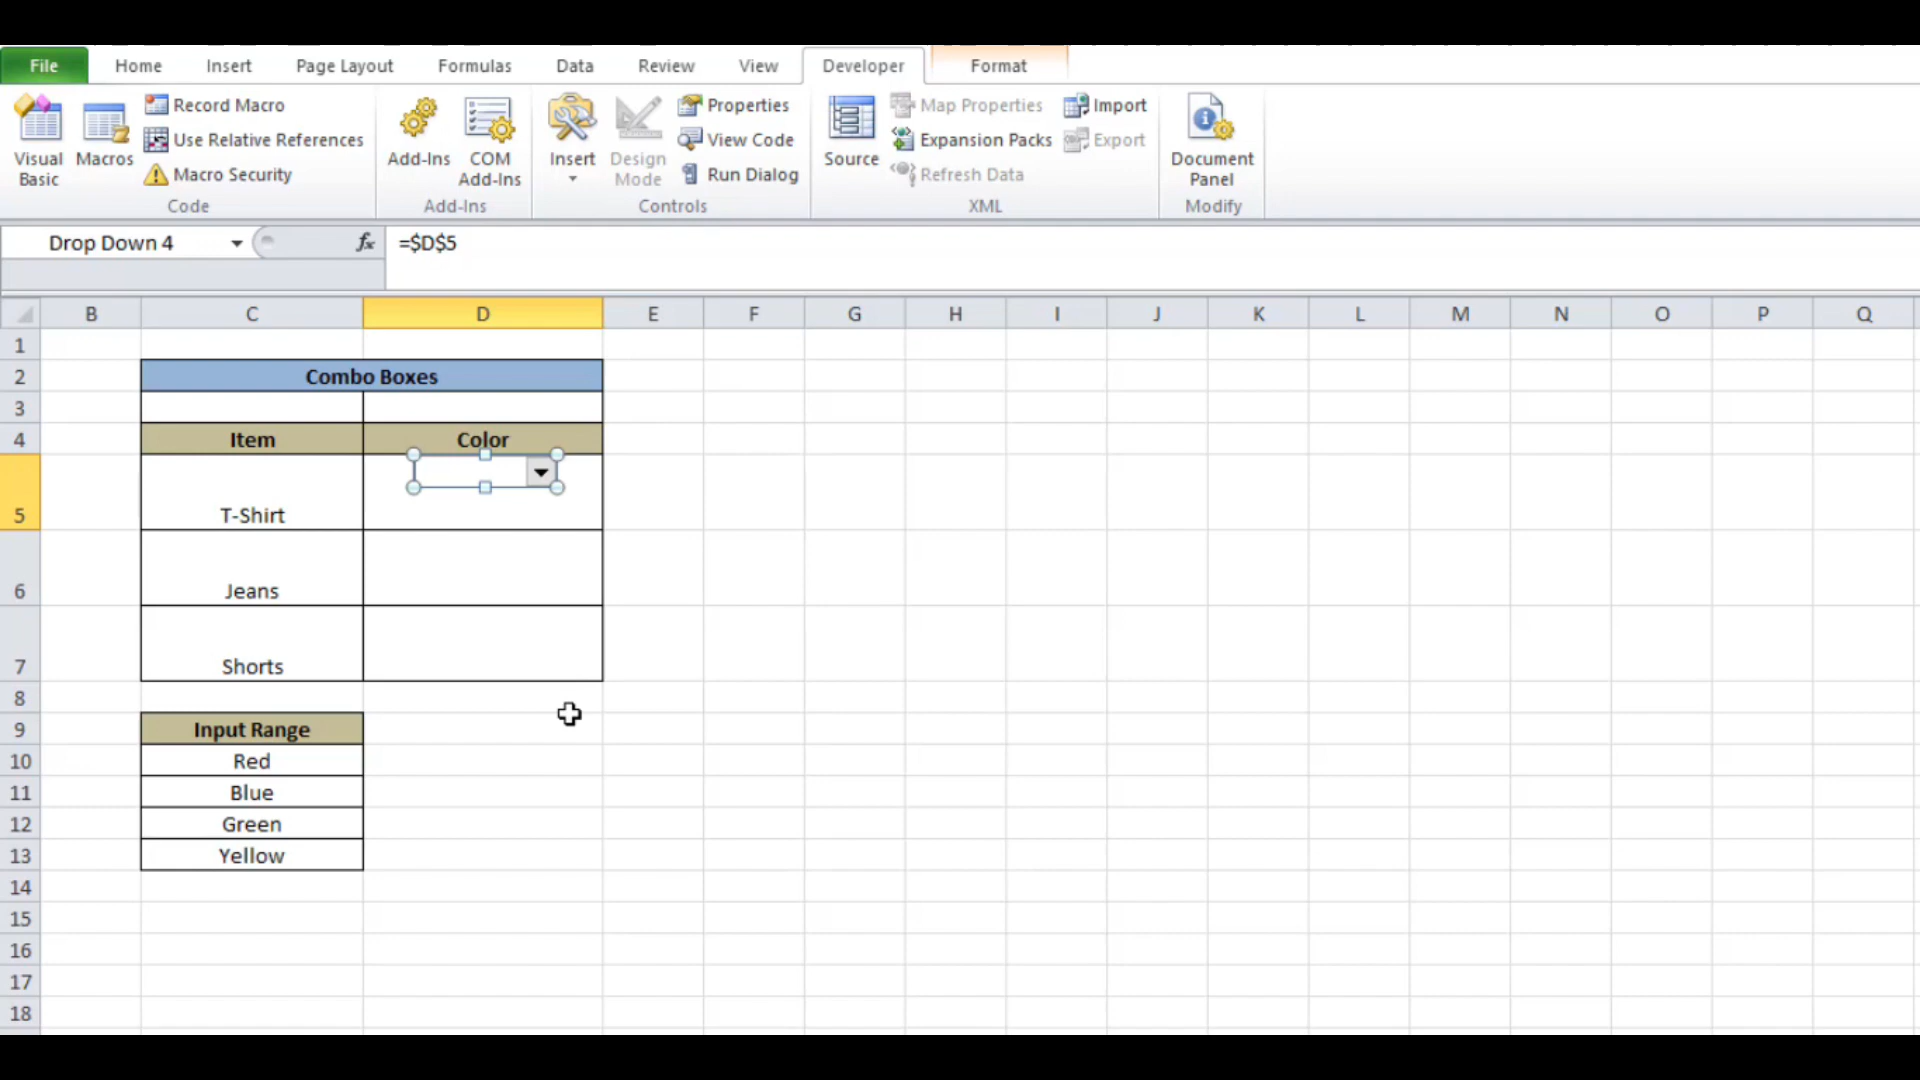 File Home Insert Page Layout Formulas Data Review View Developer Format
Visual Basic
Macros
Record Macro
Use Relative References
Macro Security
Code
Add-Ins
COM Add-Ins
Add-Ins
Insert
Design Mode
Properties
View Code
Run Dialog
Controls
Source
Map Properties
Expansion Packs
Refresh Data
Import
Export
XML
Document Panel
Modify
Drop Down 4 fx =$D$5
B C D E F G H I J K L M N O P Q
1
2 Combo Boxes
3
4 Item Color
5 T-Shirt
6 Jeans
7 Shorts
8
9 Input Range
10 Red
11 Blue
12 Green
13 Yellow
14
15
16
17
18